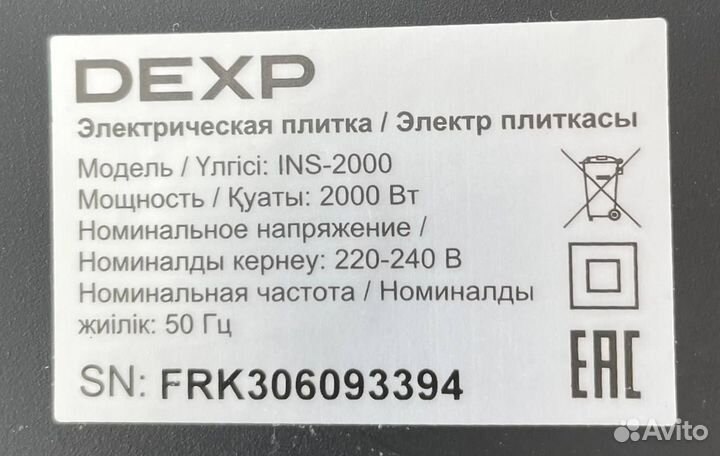 DEXP
Электрическая плитка / Электр плиткасы
Модель / Үлгісі: INS-2000
Мощность / Қуаты: 2000 Вт
Номинальное напряжение /
Номиналды кернеу: 220-240 В
Номинальная частота / Номиналды
жиілік: 50 Гц
SN: FRK306093394
EAC
Avito